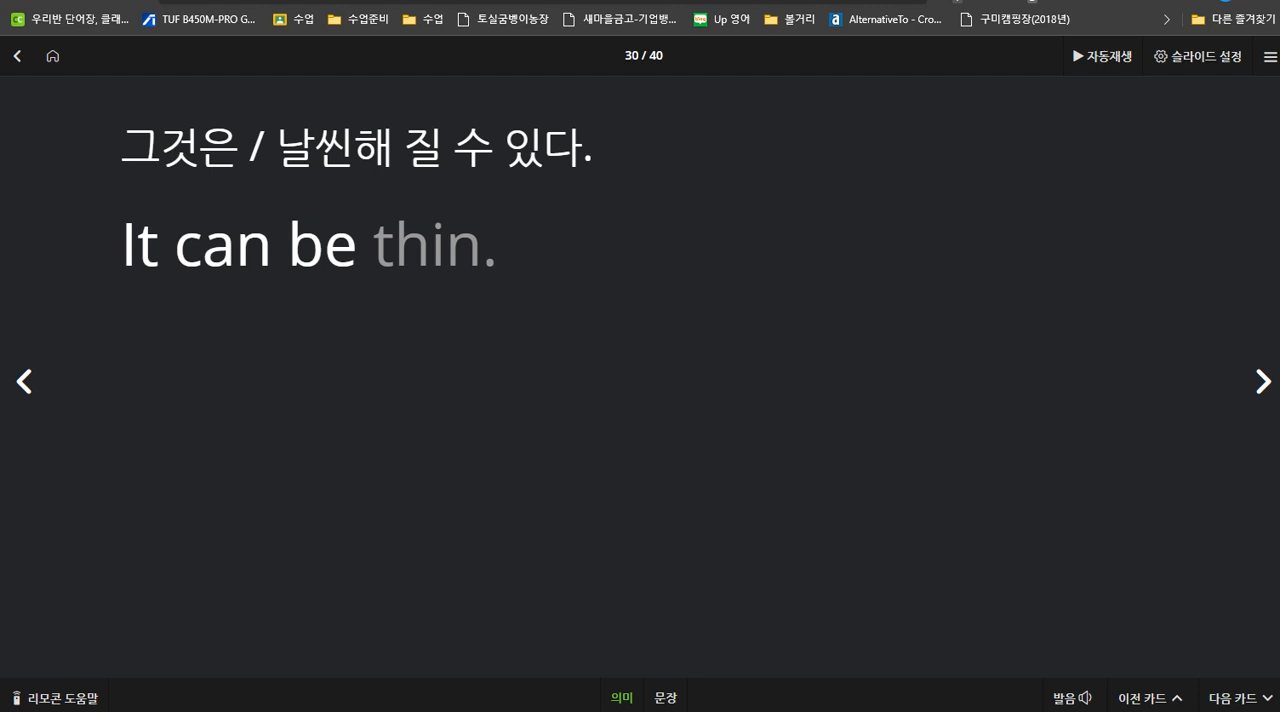 우리반 단어장, 클래... TUF B450M-PRO G... 수업 수업준비 수업 토실굼벵이농장 새마을금고-기업뱅... Up 영어 볼거리 AlternativeTo - Cro... 구미캠핑장(2018년) 다른 즐겨찾기
30 / 40 자동재생 슬라이드 설정
그것은 / 날씬해 질 수 있다.
It can be thin.
리모콘 도움말 의미 문장 발음 이전 카드 다음 카드